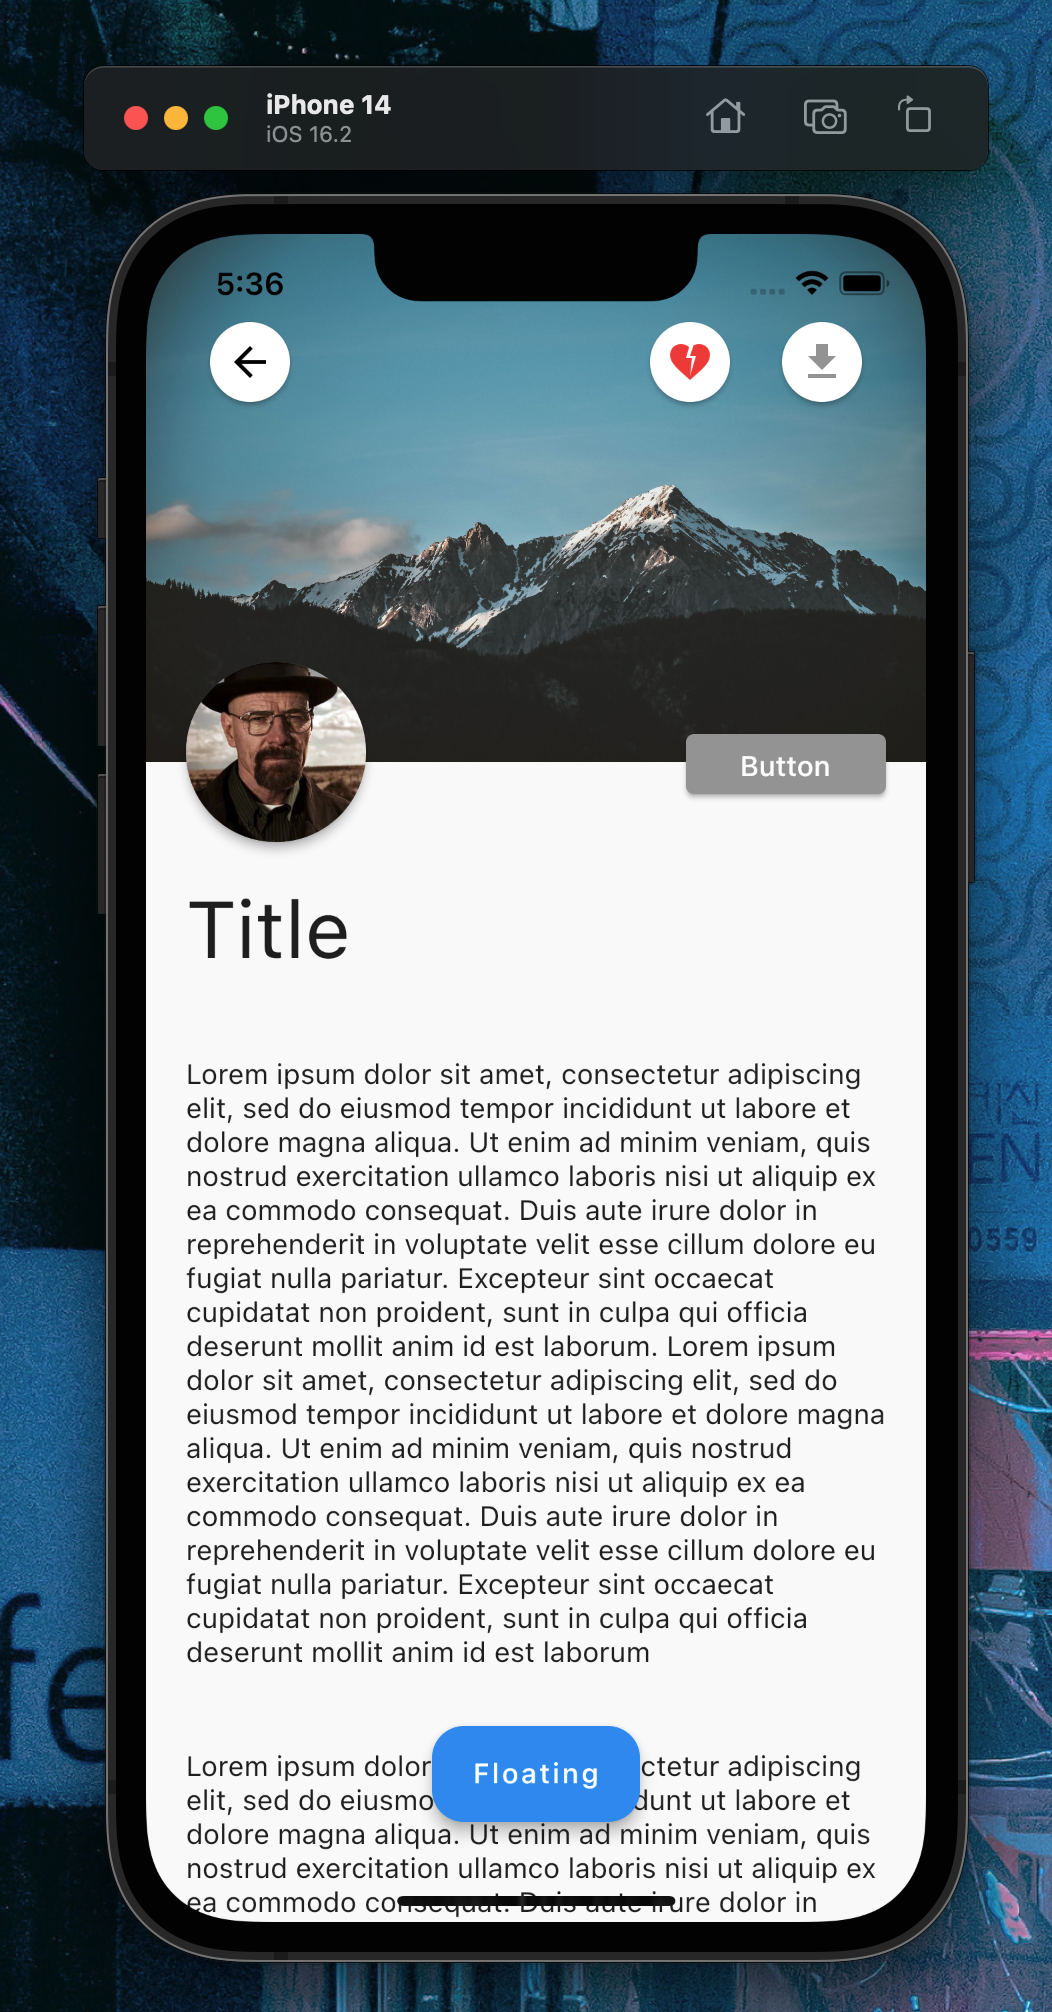 iPhone 14
iOS 16.2
5:36
Button
Title
Lorem ipsum dolor sit amet, consectetur adipiscing
elit, sed do eiusmod tempor incididunt ut labore et
dolore magna aliqua. Ut enim ad minim veniam, quis
nostrud exercitation ullamco laboris nisi ut aliquip ex
ea commodo consequat. Duis aute irure dolor in
reprehenderit in voluptate velit esse cillum dolore eu
fugiat nulla pariatur. Excepteur sint occaecat
cupidatat non proident, sunt in culpa qui officia
deserunt mollit anim id est laborum. Lorem ipsum
dolor sit amet, consectetur adipiscing elit, sed do
eiusmod tempor incididunt ut labore et dolore magna
aliqua. Ut enim ad minim veniam, quis nostrud
exercitation ullamco laboris nisi ut aliquip ex ea
commodo consequat. Duis aute irure dolor in
reprehenderit in voluptate velit esse cillum dolore eu
fugiat nulla pariatur. Excepteur sint occaecat
cupidatat non proident, sunt in culpa qui officia
deserunt mollit anim id est laborum
Lorem ipsum dolor ctetur adipiscing
Floating
elit, sed do eiusmo dunt ut labore et
dolore magna aliqua. Ut enim ad minim veniam, quis
nostrud exercitation ullamco laboris nisi ut aliquip ex
ea commodo consequat. Duis aute irure dolor in
EN
0559
fe